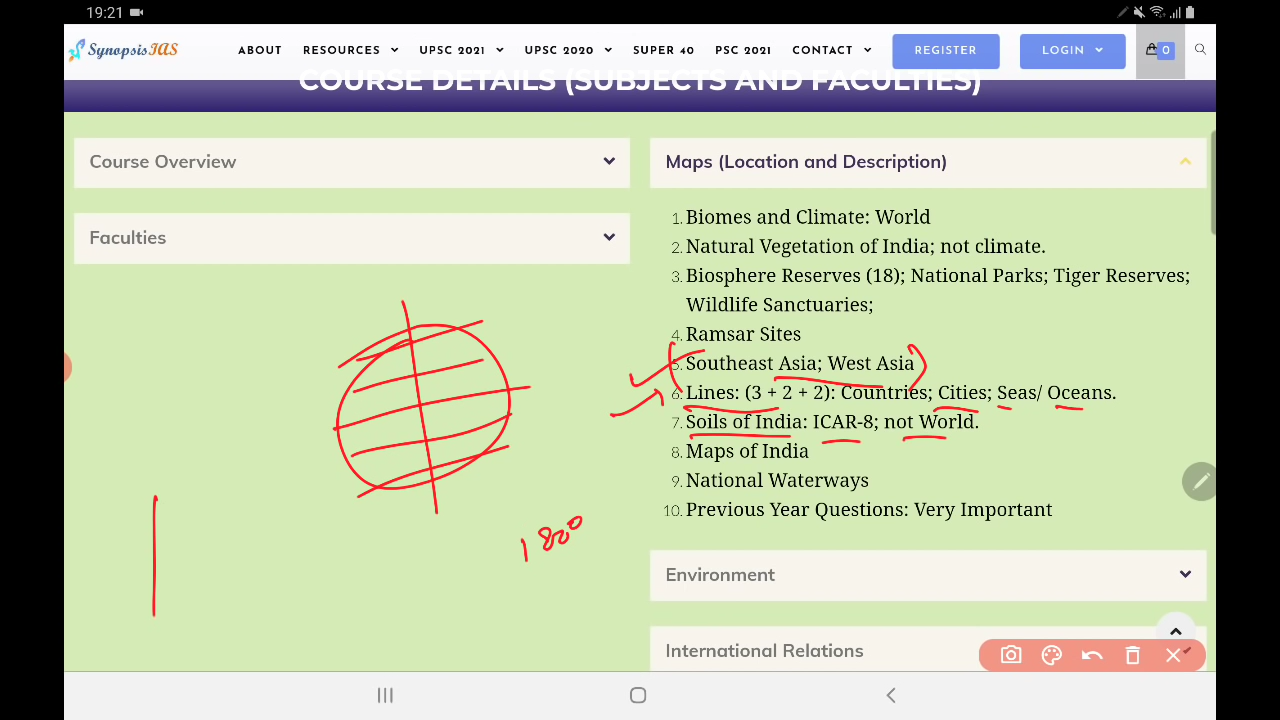 19:21
SynopsisIAS
ABOUT RESOURCES UPSC 2021 UPSC 2020 SUPER 40 PSC 2021 CONTACT REGISTER LOGIN 0
COURSE DETAILS (SUBJECTS AND FACULTIES)
Course Overview
Faculties
Maps (Location and Description)
1. Biomes and Climate: World
2. Natural Vegetation of India; not climate.
3. Biosphere Reserves (18); National Parks; Tiger Reserves;
Wildlife Sanctuaries;
4. Ramsar Sites
5. Southeast Asia; West Asia
6. Lines: (3 + 2 + 2): Countries; Cities; Seas/ Oceans.
7. Soils of India: ICAR-8; not World.
8. Maps of India
9. National Waterways
10. Previous Year Questions: Very Important
180°
Environment
International Relations